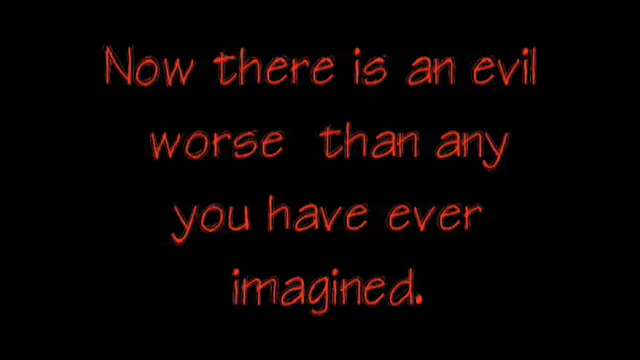 Now there is an evil
worse than any
you have ever
imagined.